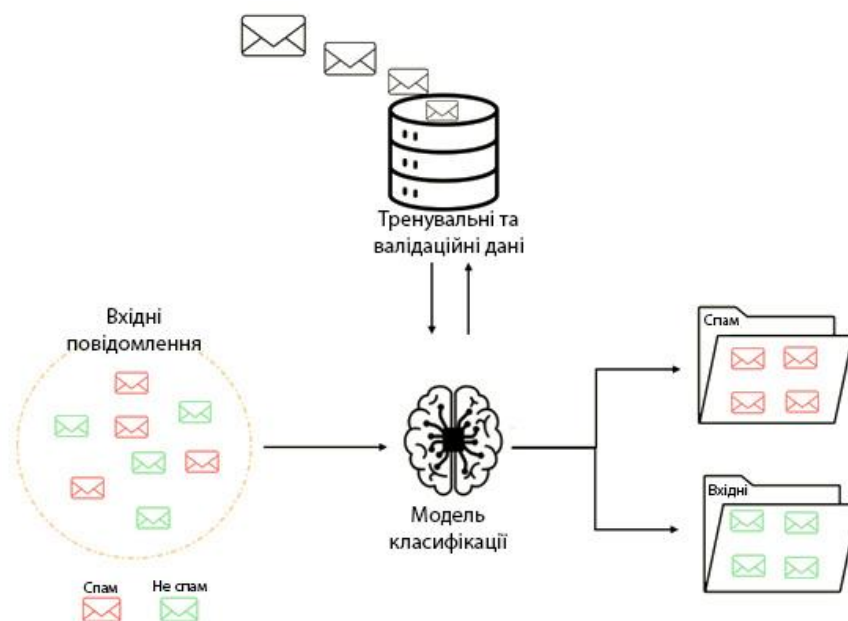 Тренувальні та
валідаційні дані
Вхідні
повідомлення
Спам
Модель
класифікації
Вхідні
Спам
Не спам